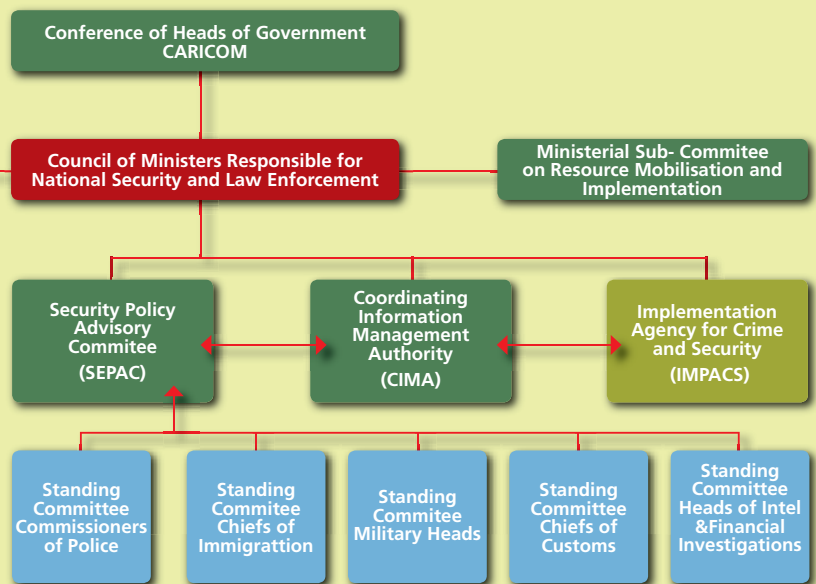 Conference of Heads of Government
CARICOM
Council of Ministers Responsible for
National Security and Law Enforcement
Ministerial Sub- Commitee
on Resource Mobilisation and
Implementation
Security Policy
Advisory
Commitee
(SEPAC)
Coordinating
Information
Management
Authority
(CIMA)
Implementation
Agency for Crime
and Security
(IMPACS)
Standing
Committee
Commissioners
of Police
Standing
Commitee
Chiefs of
Immigrattion
Standing
Commitee
Military Heads
Standing
Committee
Chiefs of
Customs
Standing
Committee
Heads of Intel
&Financial
Investigations